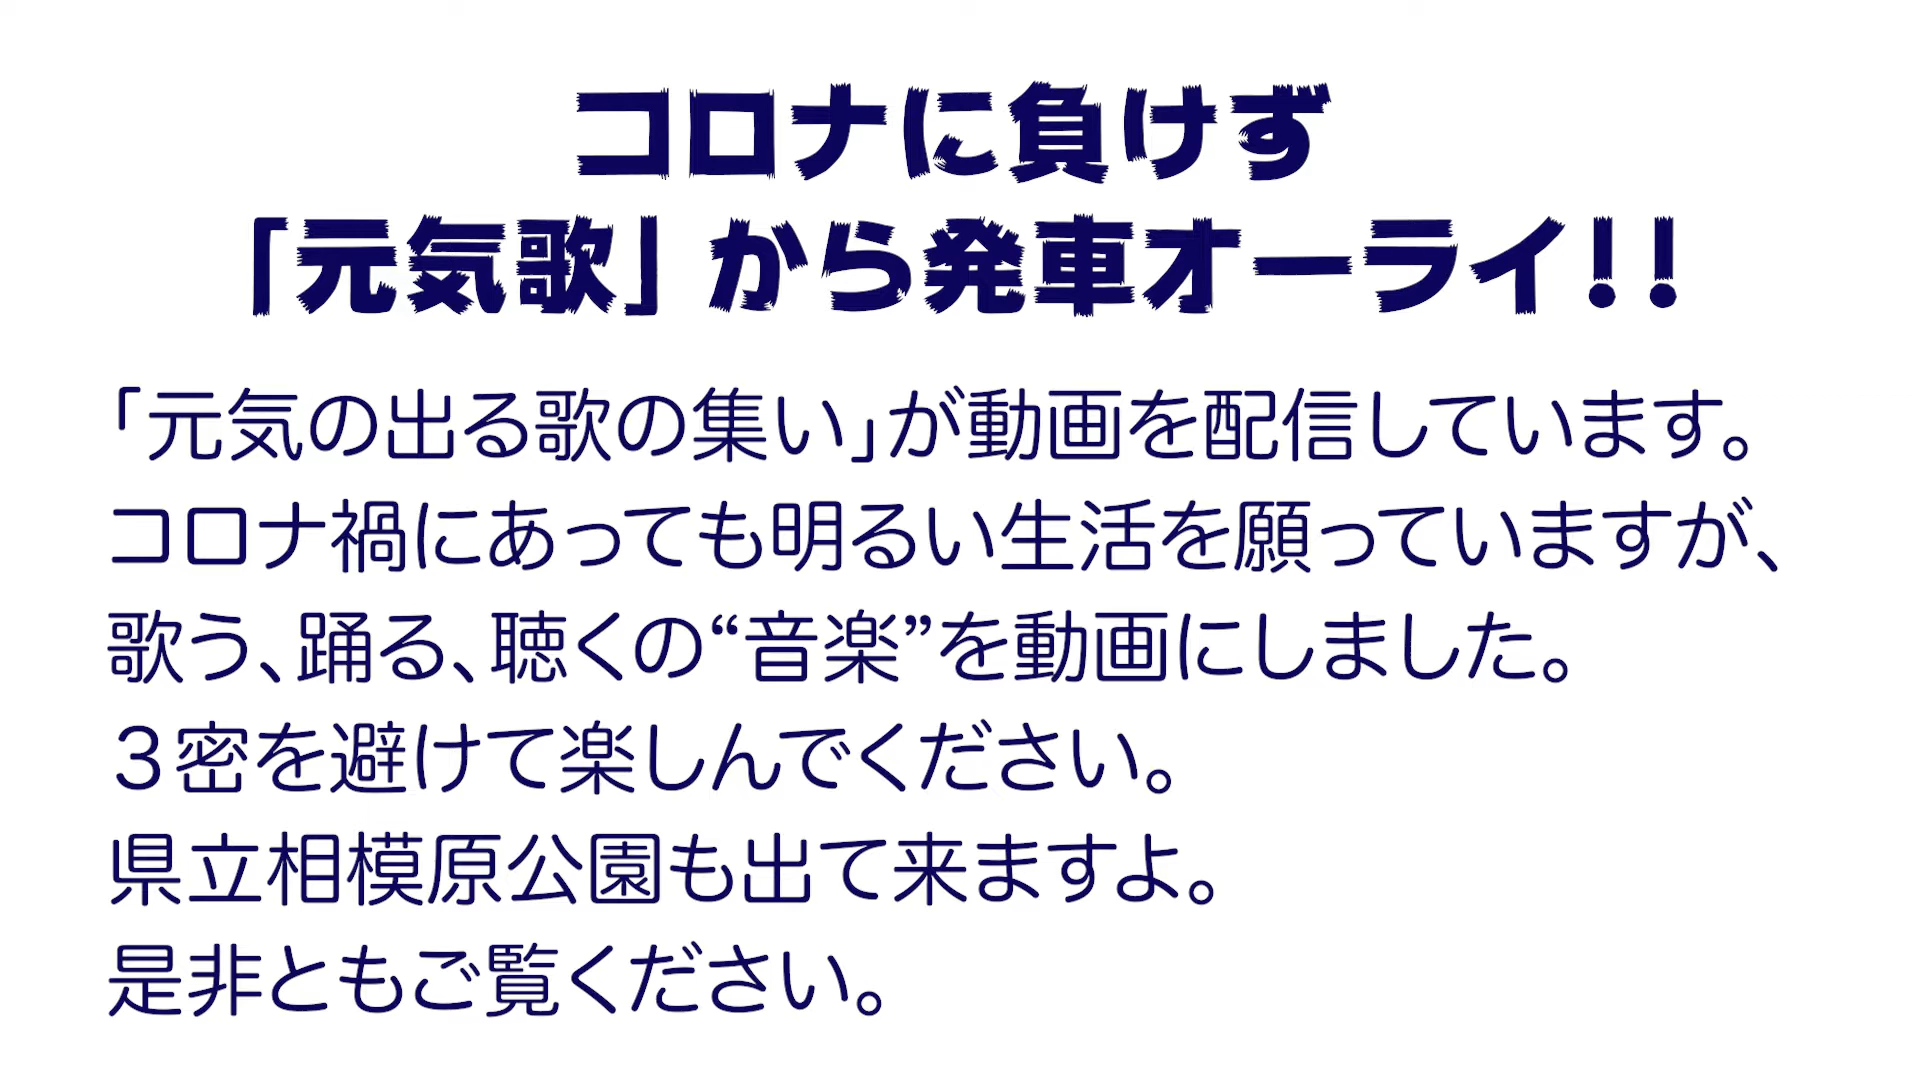 コロナに負けず
「元気歌」から発車オーライ！！
「元気の出る歌の集い」が動画を配信しています。
コロナ禍にあっても明るい生活を願っていますが、
歌う、踊る、聴くの“音楽”を動画にしました。
３密を避けて楽しんでください。
県立相模原公園も出て来ますよ。
是非ともご覧ください。